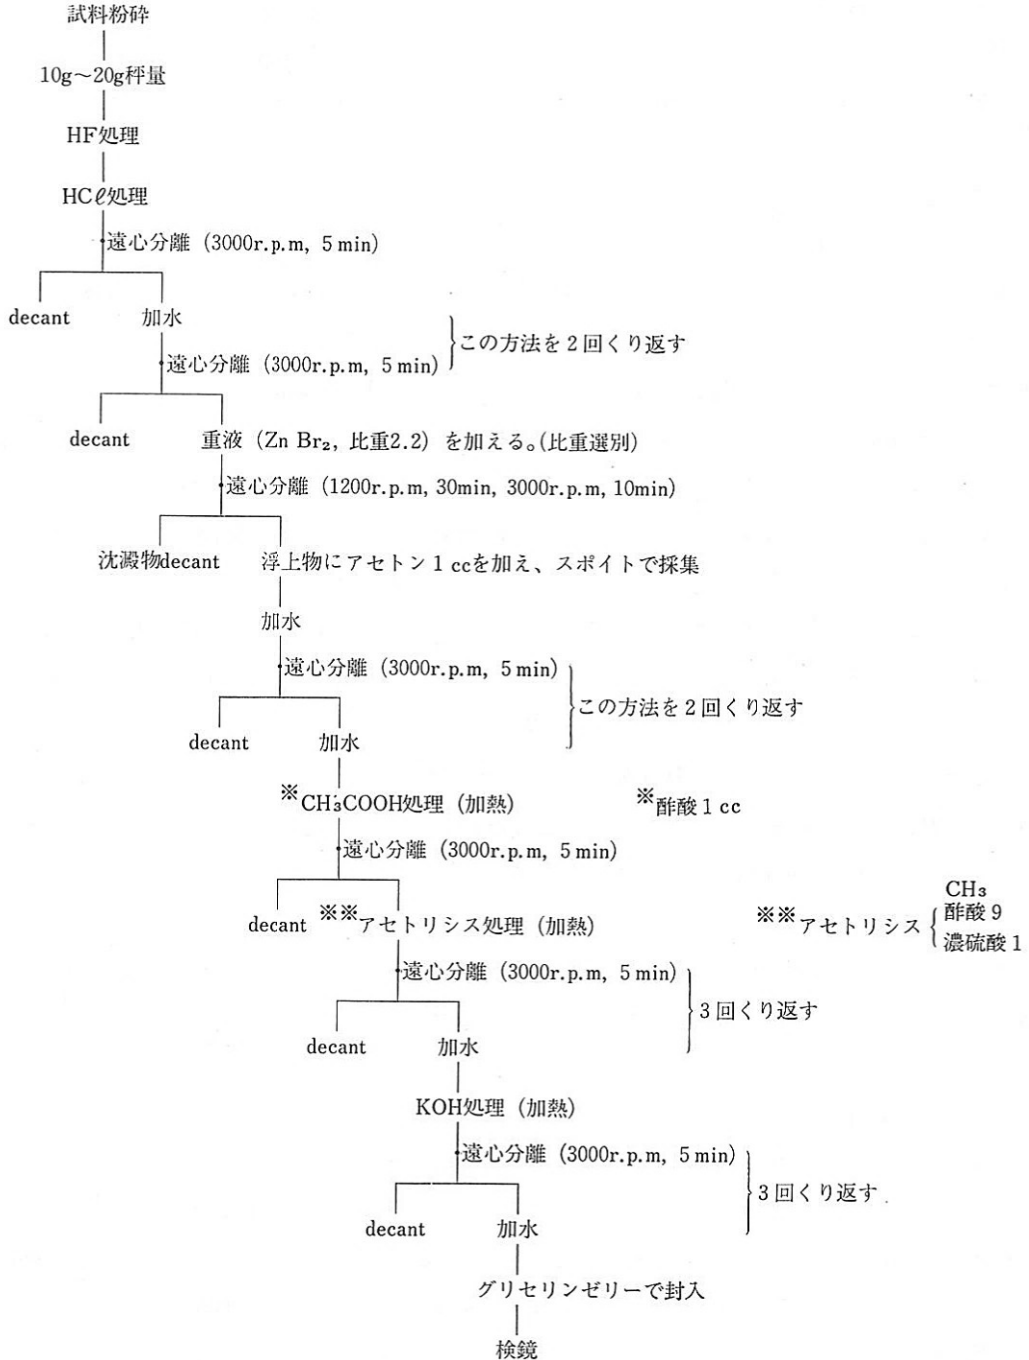 試料粉砕
10g～20g秤量
HF処理
HCℓ処理
遠心分離 (3000r.p.m, 5 min)
decant 加水
この方法を2回くり返す
遠心分離 (3000r.p.m, 5 min)
decant 重液 (Zn Br₂, 比重2.2) を加える。(比重選別)
遠心分離 (1200r.p.m, 30min, 3000r.p.m, 10min)
沈澱物decant 浮上物にアセトン1 ccを加え、スポイトで採集
加水
遠心分離 (3000r.p.m, 5 min)
この方法を2回くり返す
decant 加水
※CH₃COOH処理 (加熱) ※酢酸1 cc
遠心分離 (3000r.p.m, 5 min)
decant ※※アセトリシス処理 (加熱) ※※アセトリシス
CH₃
酢酸9
濃硫酸1
遠心分離 (3000r.p.m, 5 min)
3回くり返す
decant 加水
KOH処理 (加熱)
遠心分離 (3000r.p.m, 5 min)
3回くり返す
decant 加水
グリセリンゼリーで封入
検鏡